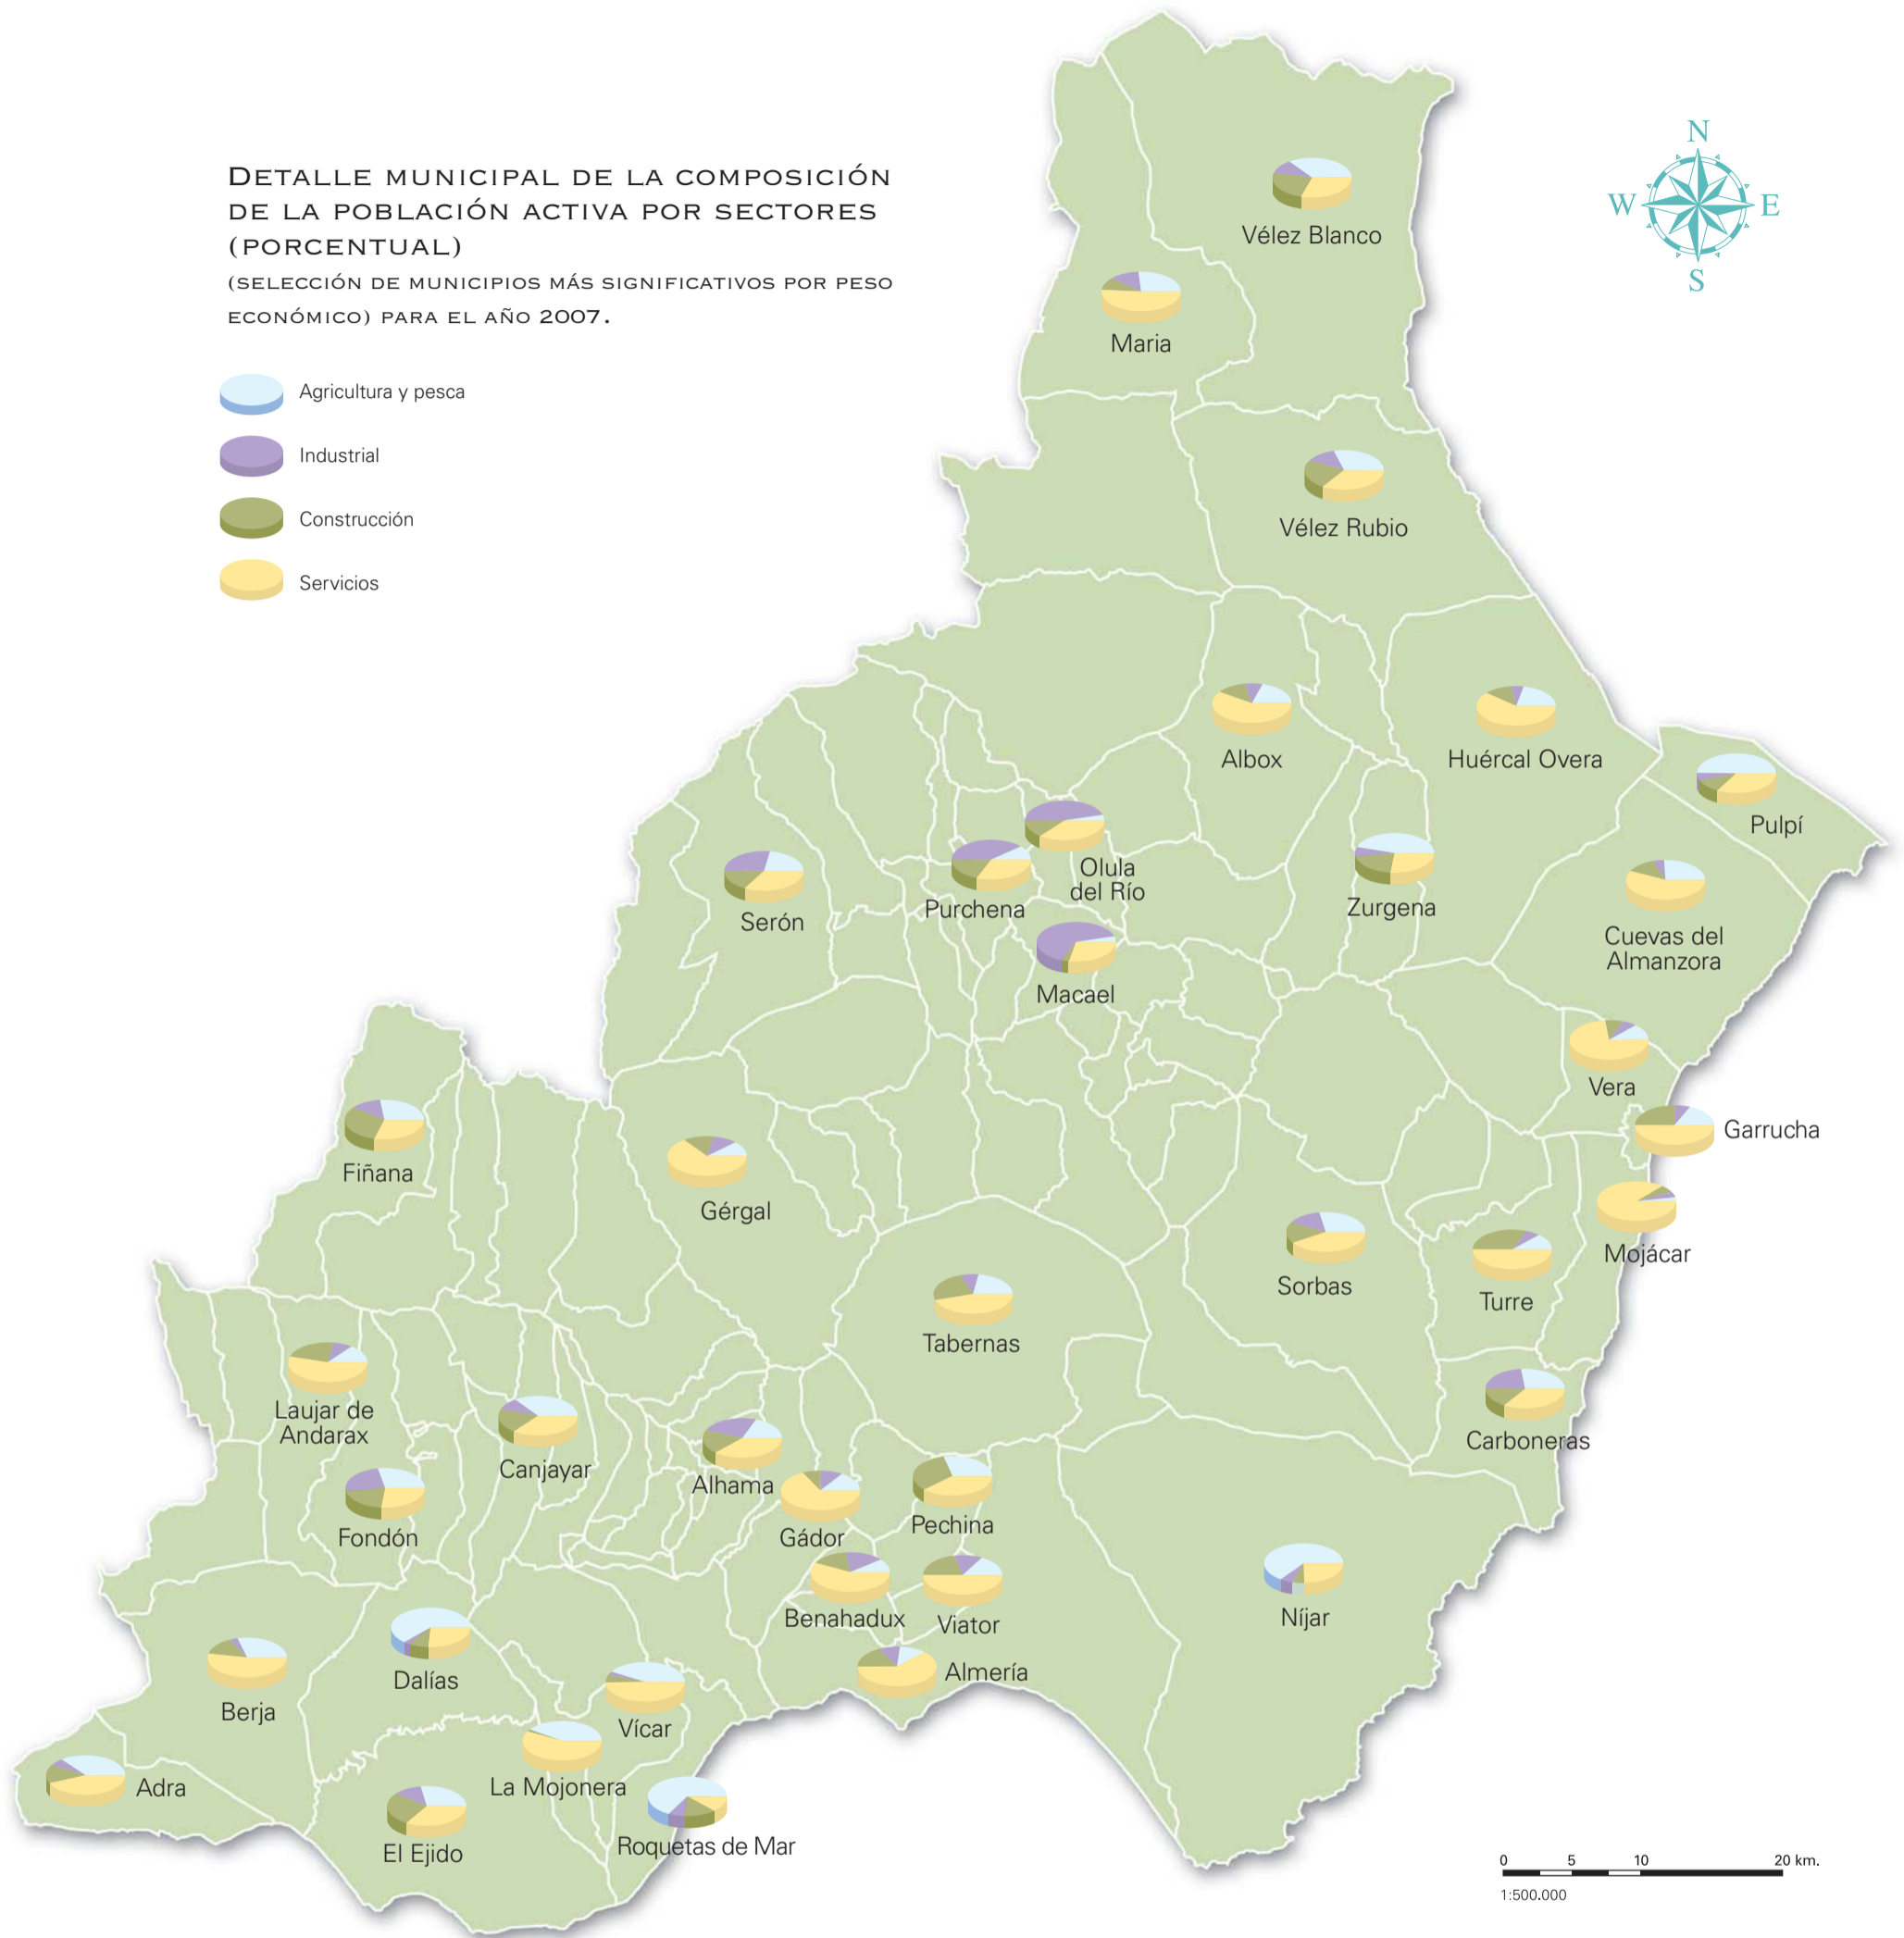 DETALLE MUNICIPAL DE LA COMPOSICIÓN
DE LA POBLACIÓN ACTIVA POR SECTORES
(PORCENTUAL)
(SELECCIÓN DE MUNICIPIOS MÁS SIGNIFICATIVOS POR PESO
ECONÓMICO) PARA EL AÑO 2007.
Agricultura y pesca
Industrial
Construcción
Servicios
N
W
E
S
Vélez Blanco
Maria
Vélez Rubio
Albox
Huércal Overa
Pulpí
Olula
del Río
Purchena
Serón
Zurgena
Cuevas del
Almanzora
Macael
Vera
Garrucha
Fiñana
Gérgal
Mojácar
Sorbas
Turre
Tabernas
Laujar de
Andarax
Canjayar
Carboneras
Alhama
Fondón
Gádor
Pechina
Benahadux
Viator
Níjar
Almería
Dalías
Berja
Vícar
La Mojonera
Adra
El Ejido
Roquetas de Mar
0 5 10 20 km.
1:500.000